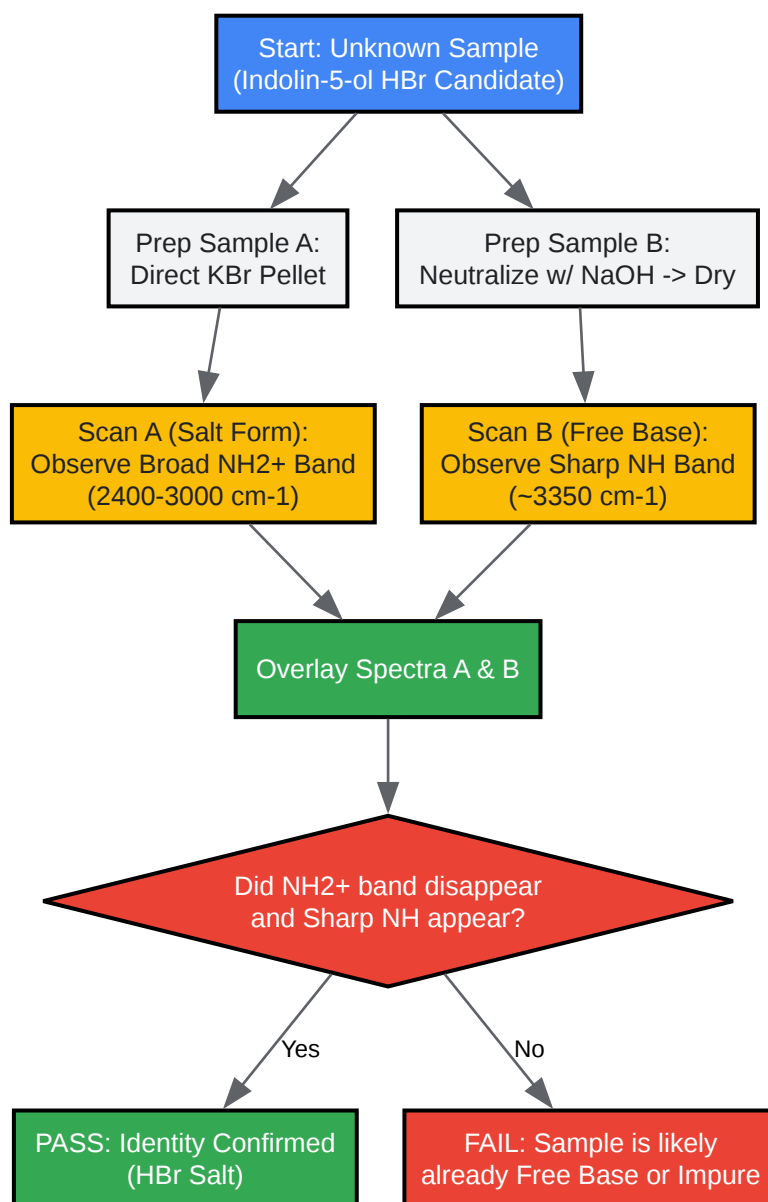 Start: Unknown Sample
(Indolin-5-ol HBr Candidate)
Prep Sample A:
Direct KBr Pellet
Prep Sample B:
Neutralize w/ NaOH -> Dry
Scan A (Salt Form):
Observe Broad NH2+ Band
(2400-3000 cm-1)
Scan B (Free Base):
Observe Sharp NH Band
(~3350 cm-1)
Overlay Spectra A & B
Did NH2+ band disappear
and Sharp NH appear?
Yes
No
PASS: Identity Confirmed
(HBr Salt)
FAIL: Sample is likely
already Free Base or Impure